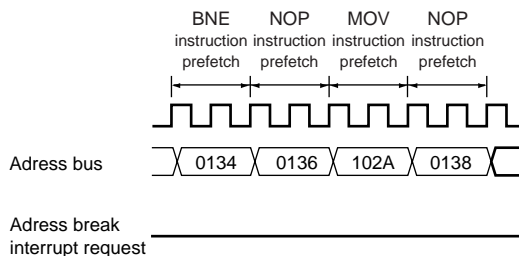 BNE NOP MOV NOP
instruction instruction instruction instruction
prefetch prefetch prefetch prefetch
Adress bus 0134 0136 102A 0138
Adress break
interrupt request